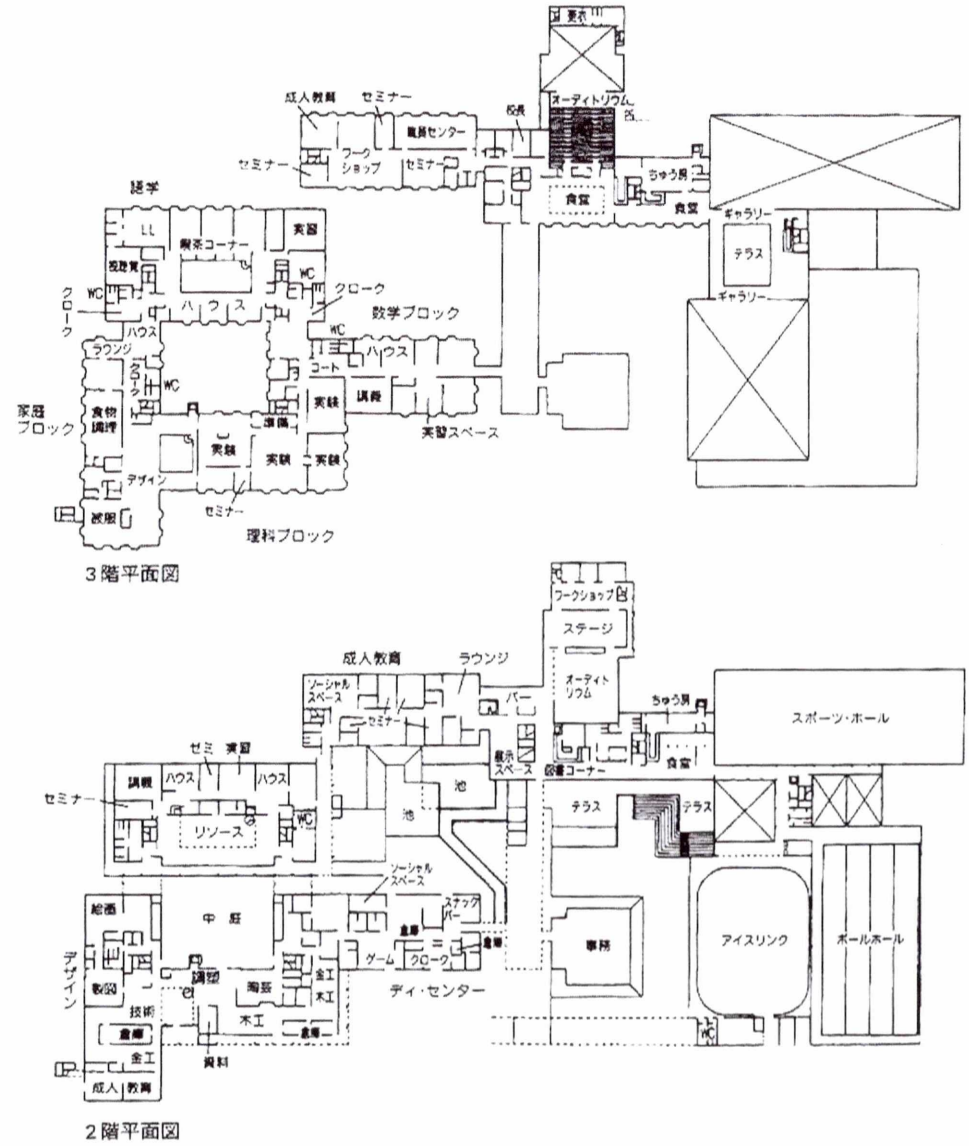 更衣
オーディトリウム
成人教育
セミナー
校長
職員センター
ワーク
ショップ
セミナー
セミナー
ちゅう房
食堂
食堂
ギャラリー
テラス
ギャラリー
語学
LL
喫茶コーナー
実習
視聴覚
WC
WC
クローク
クローク
ハウス
数学ブロック
ハウス
WC
ハウス
ラウンジ
クローク
WC
コート
講義
実験
実習スペース
家庭
ブロック
食物
調理
準備
実験
実験
実験
デザイン
セミナー
被服
理科ブロック
3階平面図
ワークショップ
ステージ
オーディト
リウム
成人教育
ラウンジ
ソーシャル
スペース
セミナー
バー
ちゅう房
スポーツ・ホール
展示
スペース
図書コーナー
食堂
ゼミ
実習
講義
ハウス
ハウス
セミナー
リソース
WC
池
池
テラス
テラス
ソーシャル
スペース
絵画
中庭
スナック
バー
倉庫
倉庫
ゲーム
クローク
事務
アイスリンク
ボールホール
デザイン
製図
調塑
陶芸
金工
木工
ディ・センター
技術
木工
倉庫
倉庫
資料
WC
金工
成人
教育
2階平面図